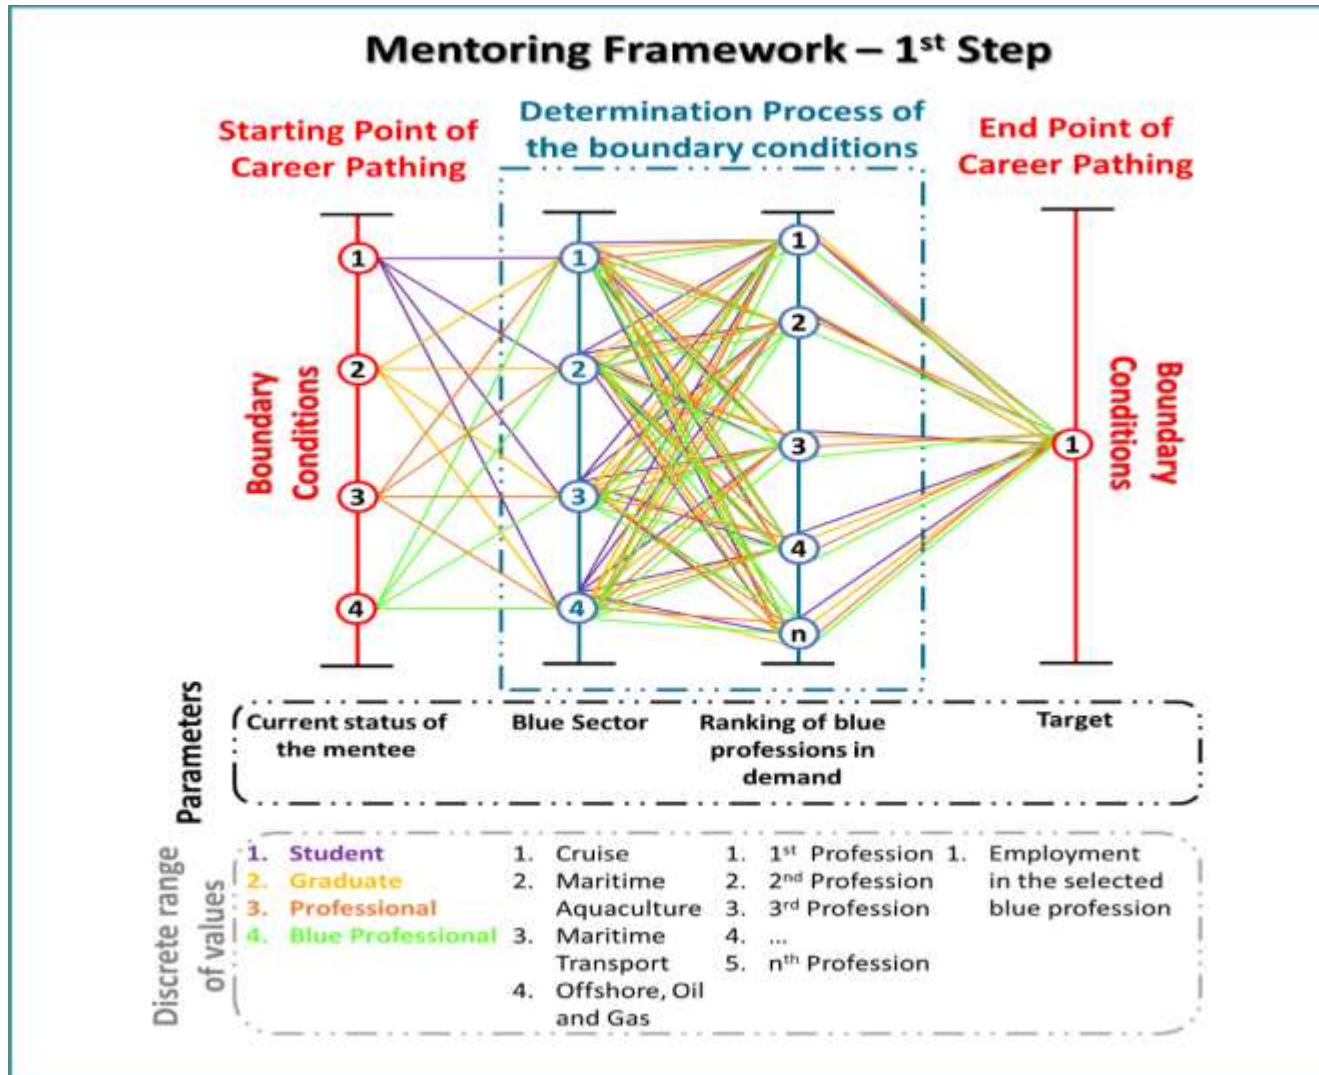 Mentoring Framework – 1st Step
Starting Point of
Career Pathing
Determination Process of
the boundary conditions
End Point of
Career Pathing
Boundary
Conditions
1
2
3
4
1
2
3
4
1
2
3
4
n
1
Boundary
Conditions
Parameters
Current status of
the mentee
Blue Sector
Ranking of blue
professions in
demand
Target
Discrete range
of values
1. Student
2. Graduate
3. Professional
4. Blue Professional
1. Cruise
2. Maritime
Aquaculture
3. Maritime
Transport
4. Offshore, Oil
and Gas
1. 1st Profession
2. 2nd Profession
3. 3rd Profession
4. ...
5. nth Profession
1. Employment
in the selected
blue profession